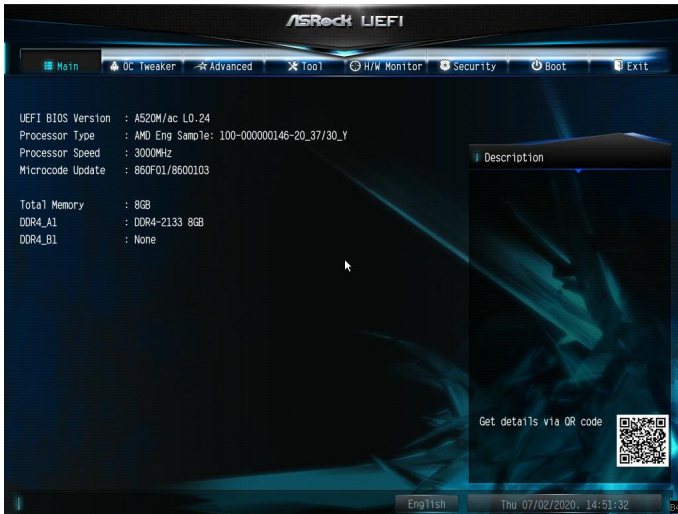 ASRock UEFI
Main OC Tweaker Advanced Tool H/W Monitor Security Boot Exit
UEFI BIOS Version : A520M/ac L0.24
Processor Type : AMD Eng Sample: 100-000000146-20_37/30_Y
Processor Speed : 3000MHz
Microcode Update : 860F01/8600103
Total Memory : 8GB
DDR4_A1 : DDR4-2133 8GB
DDR4_B1 : None
Description
Get details via QR code
English Thu 07/02/2020, 14:51:32